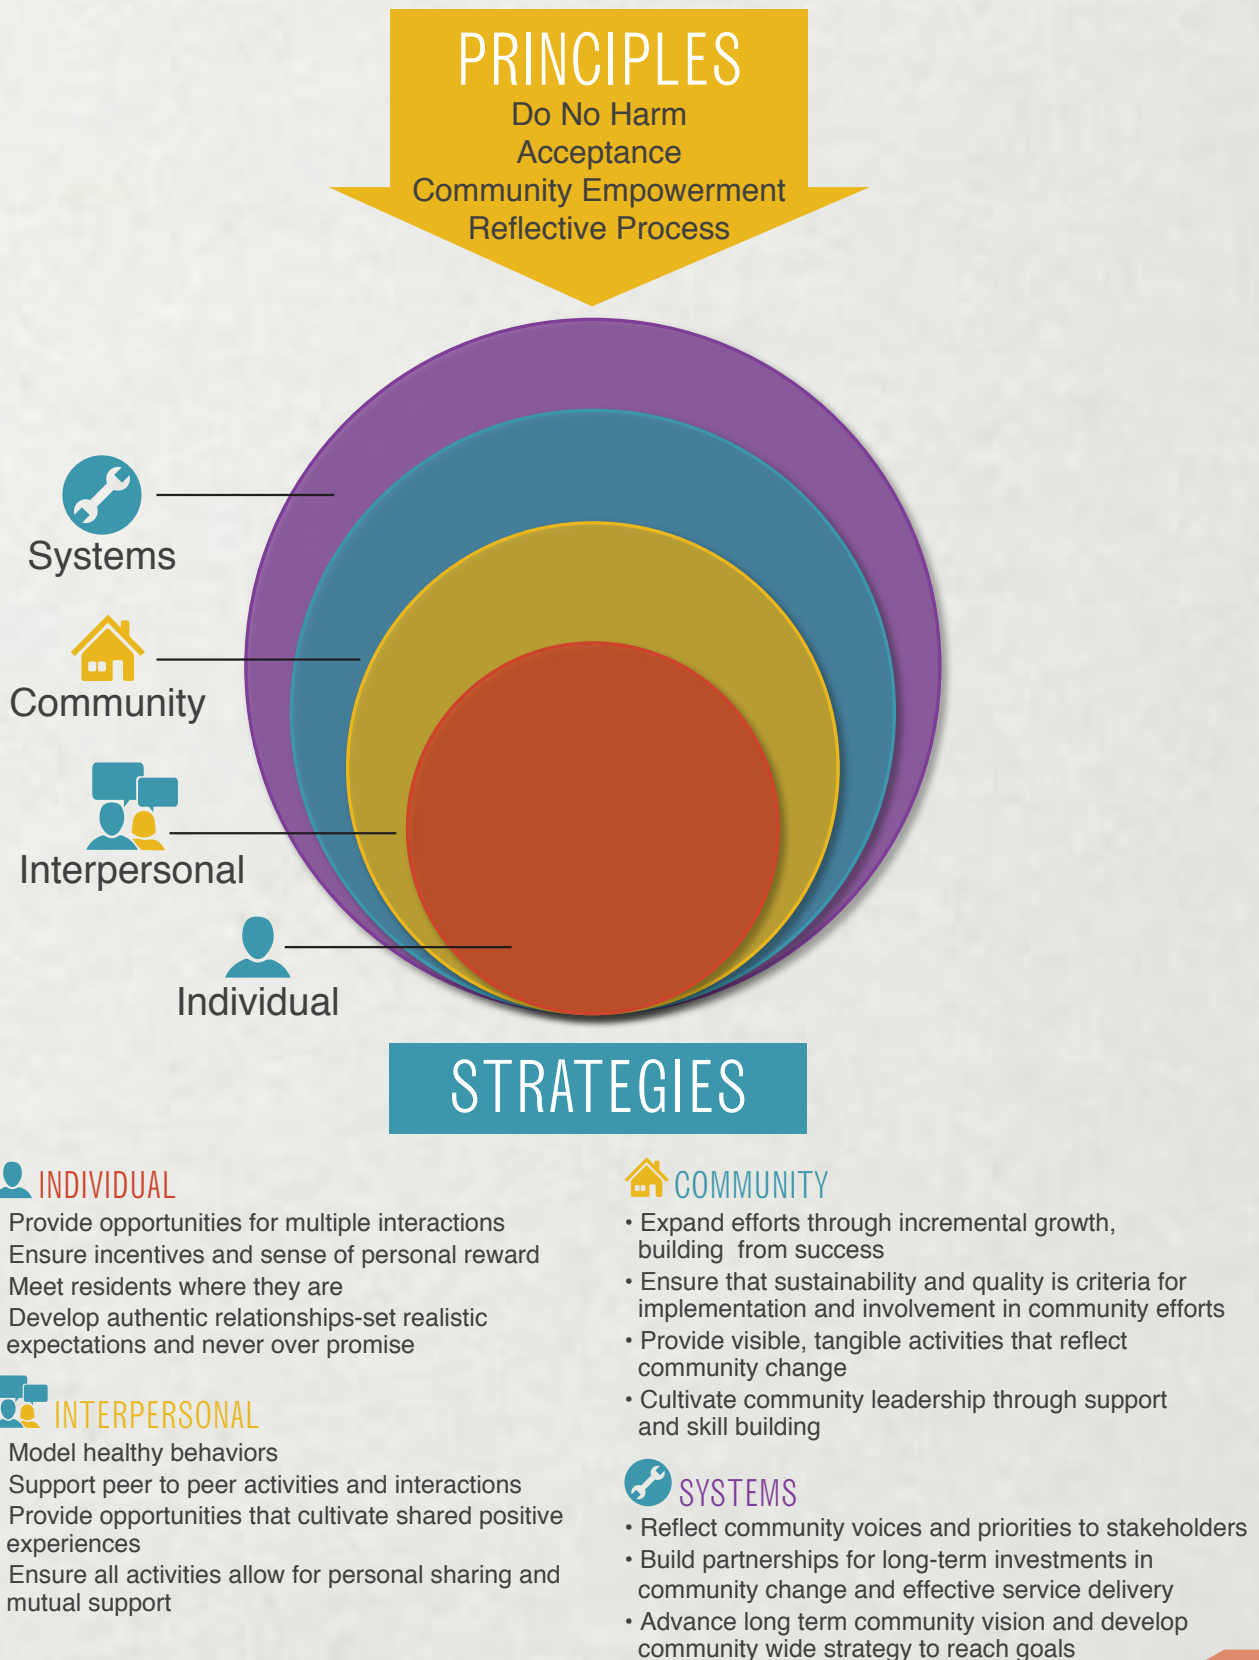 PRINCIPLES
Do No Harm
Acceptance
Community Empowerment
Reflective Process
Systems
Community
Interpersonal
Individual
STRATEGIES
INDIVIDUAL
Provide opportunities for multiple interactions
Ensure incentives and sense of personal reward
Meet residents where they are
Develop authentic relationships-set realistic
expectations and never over promise
INTERPERSONAL
Model healthy behaviors
Support peer to peer activities and interactions
Provide opportunities that cultivate shared positive
experiences
Ensure all activities allow for personal sharing and
mutual support
COMMUNITY
• Expand efforts through incremental growth,
building from success
• Ensure that sustainability and quality is criteria for
implementation and involvement in community efforts
• Provide visible, tangible activities that reflect
community change
• Cultivate community leadership through support
and skill building
SYSTEMS
• Reflect community voices and priorities to stakeholders
• Build partnerships for long-term investments in
community change and effective service delivery
• Advance long term community vision and develop
community wide strategy to reach goals